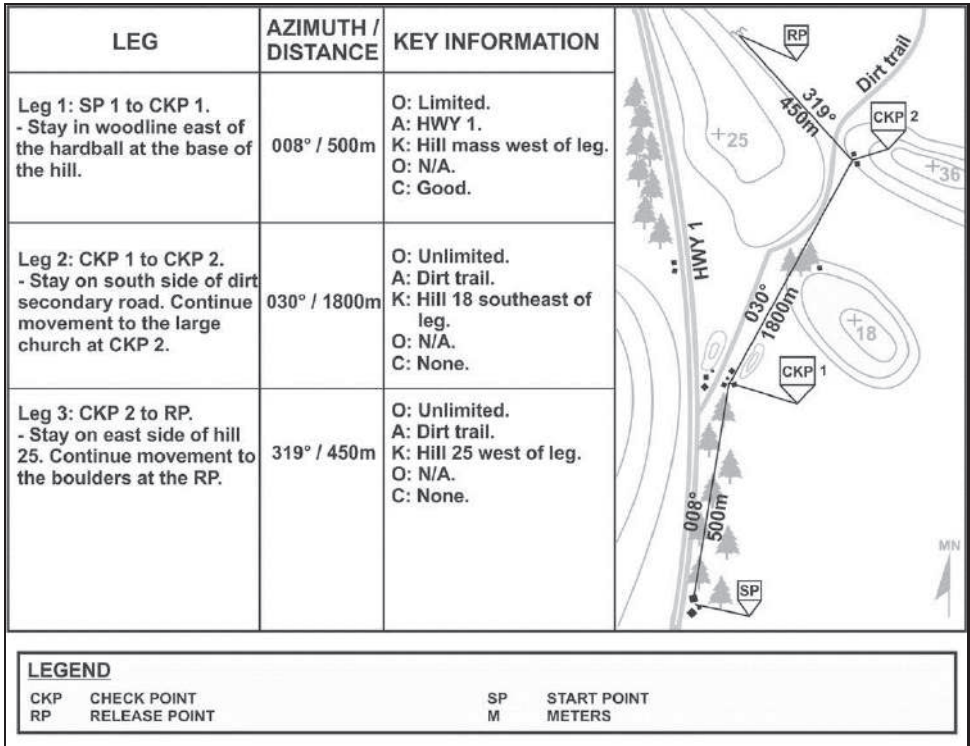 LEG
AZIMUTH /
DISTANCE
KEY INFORMATION
Leg 1: SP 1 to CKP 1.
- Stay in woodline east of
the hardball at the base of
the hill.
008° / 500m
O: Limited.
A: HWY 1.
K: Hill mass west of leg.
O: N/A.
C: Good.
Leg 2: CKP 1 to CKP 2.
- Stay on south side of dirt
secondary road. Continue
movement to the large
church at CKP 2.
030° / 1800m
O: Unlimited.
A: Dirt trail.
K: Hill 18 southeast of
leg.
O: N/A.
C: None.
Leg 3: CKP 2 to RP.
- Stay on east side of hill
25. Continue movement to
the boulders at the RP.
319° / 450m
O: Unlimited.
A: Dirt trail.
K: Hill 25 west of leg.
O: N/A.
C: None.
RP
Dirt trail
319°
450m
CKP 2
25
36
HWY 1
030°
1800m
18
CKP 1
008°
500m
MN
SP
LEGEND
CKP CHECK POINT
RP RELEASE POINT
SP START POINT
M METERS